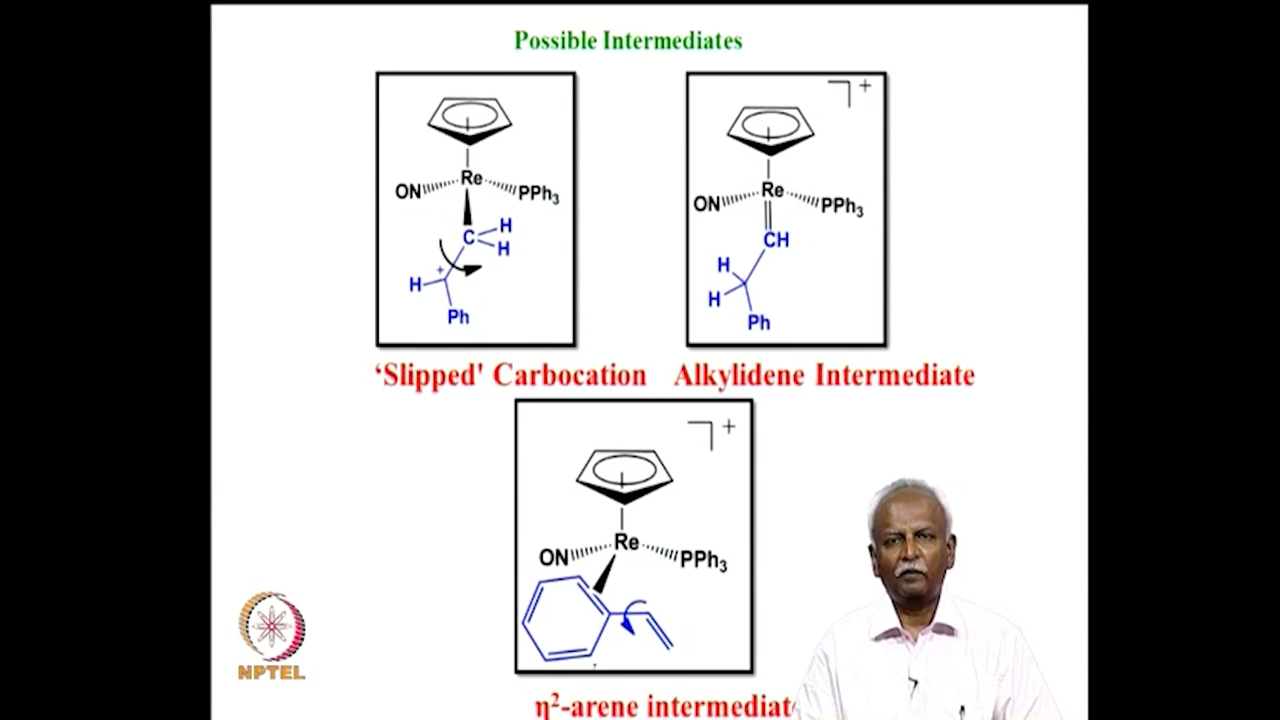 Possible Intermediates
+
Re
ON
PPh3
C
H
H
+
H
Ph
‘Slipped' Carbocation
+
Re
ON
PPh3
CH
H
H
Ph
Alkylidene Intermediate
+
Re
ON
PPh3
η²-arene intermediat
NPTEL